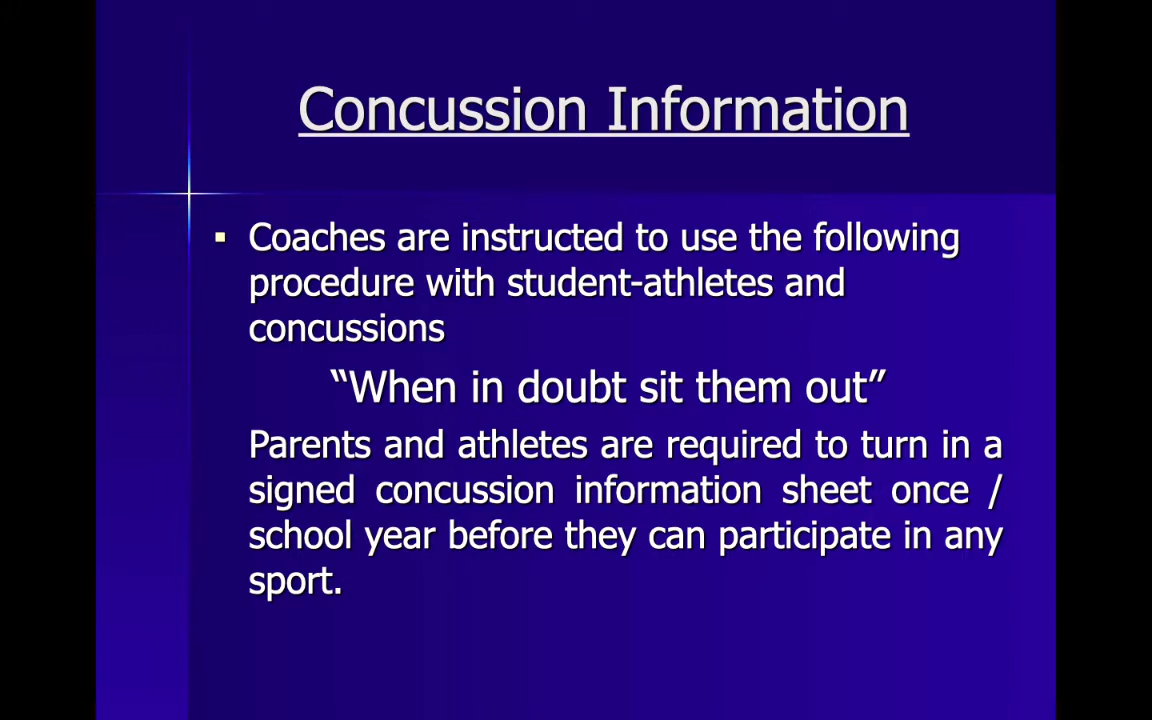 Concussion Information
▪ Coaches are instructed to use the following
procedure with student-athletes and
concussions
“When in doubt sit them out”
Parents and athletes are required to turn in a
signed concussion information sheet once /
school year before they can participate in any
sport.